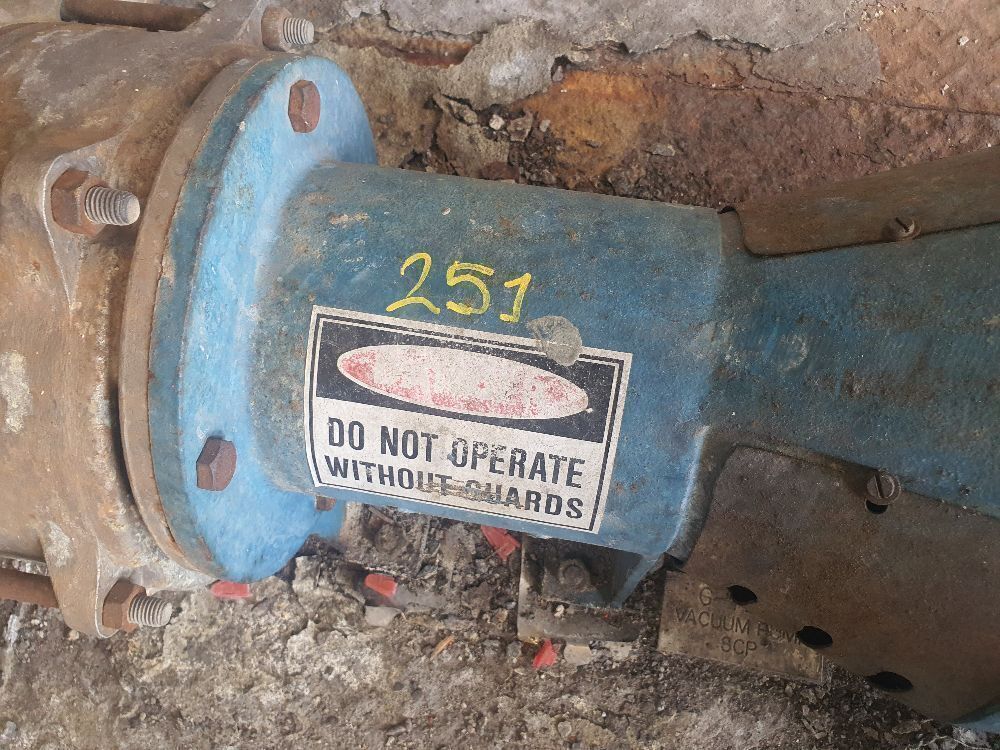 251
DO NOT OPERATE
WITHOUT GUARDS
VACUUM PUMP